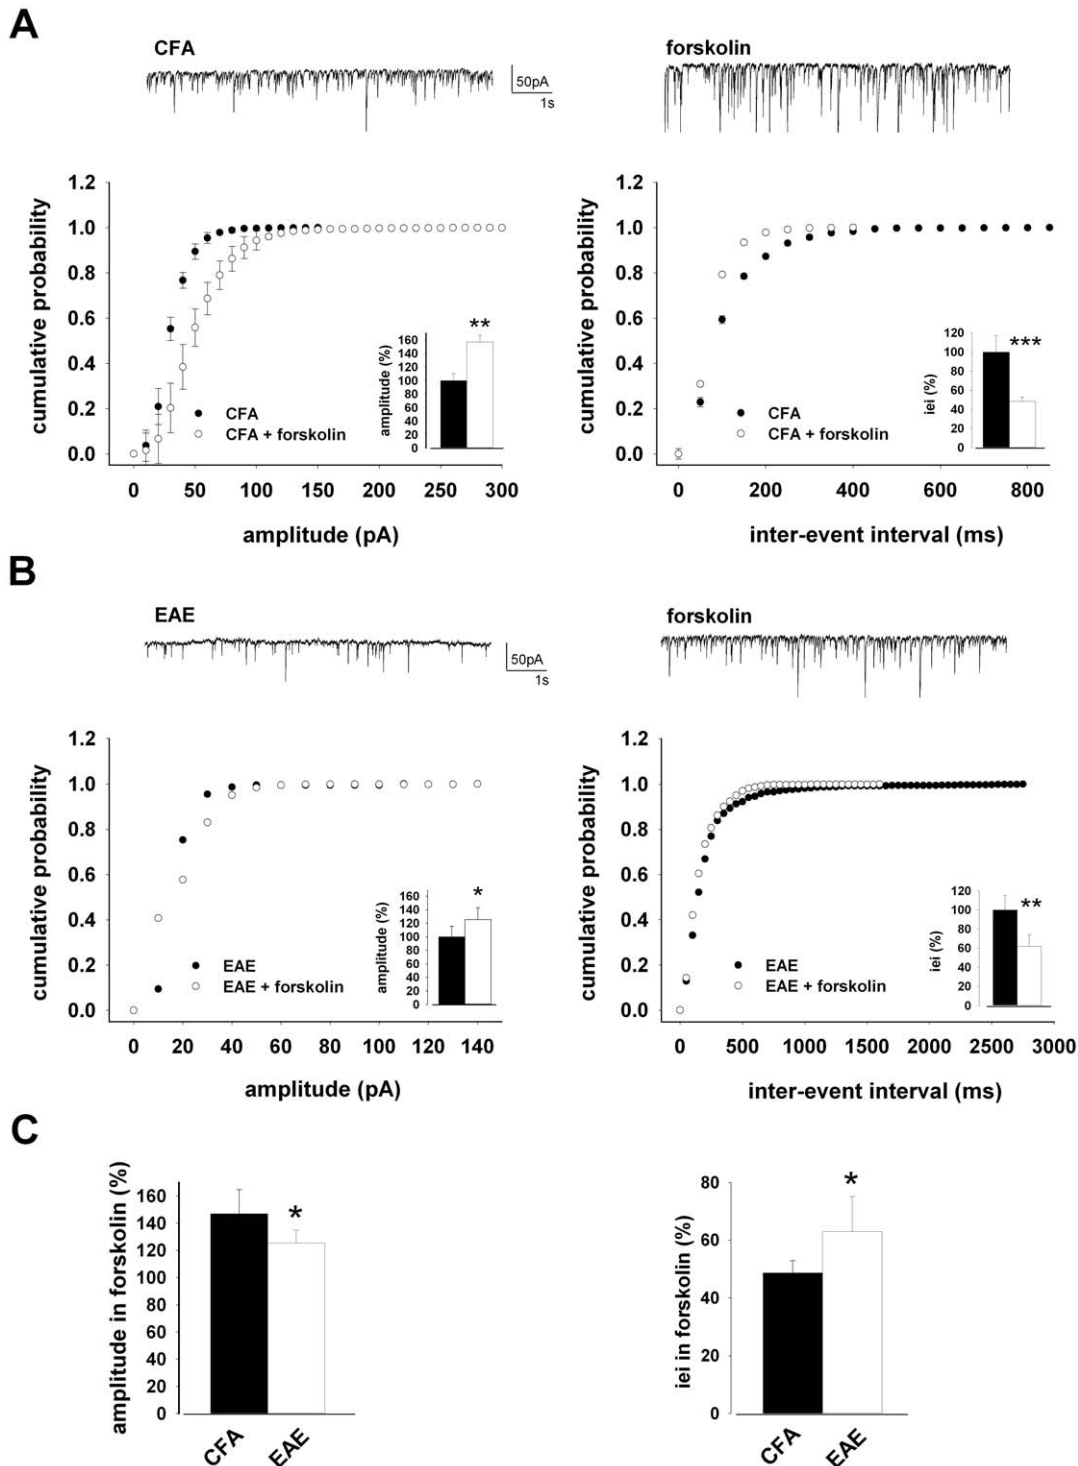 A
CFA
50pA
1s
forskolin
cumulative probability
1.2
1.0
0.8
0.6
0.4
0.2
0.0
CFA
CFA + forskolin
amplitude (%)
160
140
120
100
80
60
40
20
0
**
0 50 100 150 200 250 300
amplitude (pA)
cumulative probability
1.2
1.0
0.8
0.6
0.4
0.2
0.0
CFA
CFA + forskolin
iei (%)
120
100
80
60
40
20
0
***
0 200 400 600 800
inter-event interval (ms)
B
EAE
50pA
1s
forskolin
cumulative probability
1.2
1.0
0.8
0.6
0.4
0.2
0.0
EAE
EAE + forskolin
amplitude (%)
160
140
120
100
80
60
40
20
0
*
0 20 40 60 80 100 120 140
amplitude (pA)
cumulative probability
1.2
1.0
0.8
0.6
0.4
0.2
0.0
EAE
EAE + forskolin
iei (%)
120
100
80
60
40
20
0
**
0 500 1000 1500 2000 2500 3000
inter-event interval (ms)
C
amplitude in forskolin (%)
160
140
120
100
80
60
40
20
0
*
CFA
EAE
iei in forskolin (%)
80
60
40
20
0
*
CFA
EAE